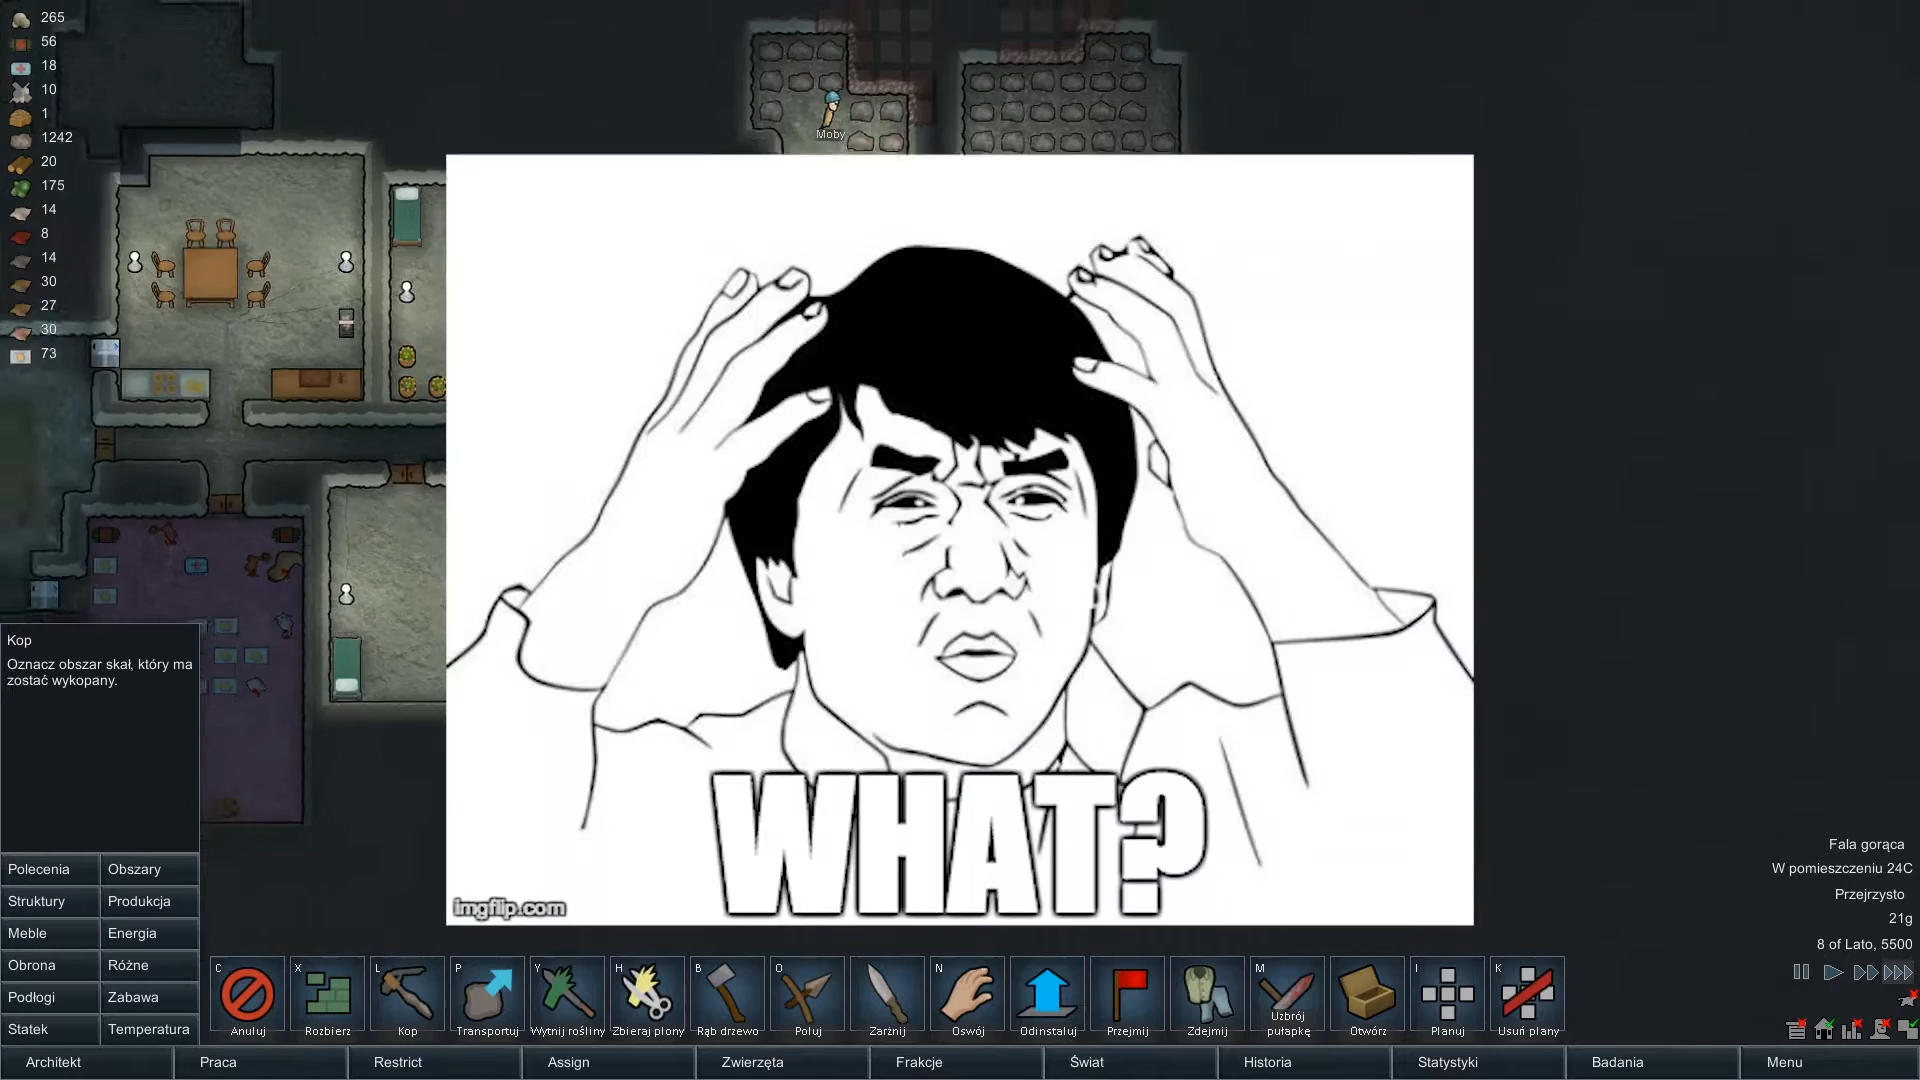 265
56
18
10
1
1242
20
175
14
8
14
30
27
30
73
Moby
WHAT?
imgflip.com
Kop
Oznacz obszar skał, który ma
zostać wykopany.
Polecenia Obszary
Struktury Produkcja
Meble Energia
Obrona Różne
Podłogi Zabawa
Statek Temperatura
Fala gorąca
W pomieszczeniu 24C
Przejrzysto
21g
8 of Lato, 5500
C X L P Y H B O N M I K
Anuluj Rozbierz Kop Transportuj Wytnij rośliny Zbieraj plony Rąb drzewo Poluj Zarżnij Oswój Odinstaluj Przejmij Zdejmij Uzbrój pułapkę Otwórz Planuj Usuń plany
Architekt Praca Restrict Assign Zwierzęta Frakcje Świat Historia Statystyki Badania Menu